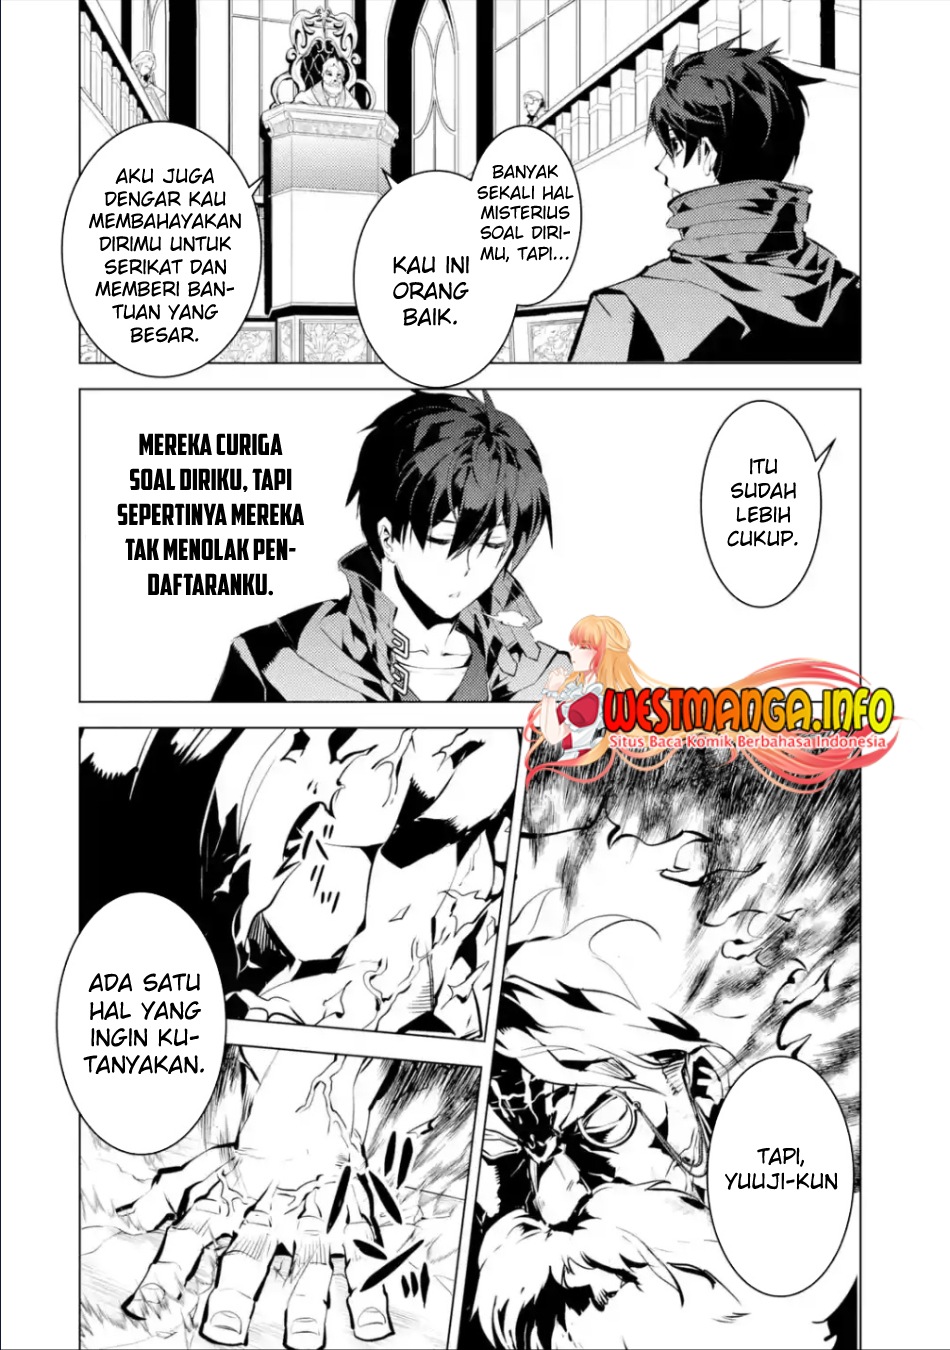 BANYAK
SEKALI HAL
MISTERIUS
SOAL DIRI-
MU, TAPI...
KAU INI
ORANG
BAIK.
AKU JUGA
DENGAR KAU
MEMBAHAYAKAN
DIRIMU UNTUK
SERIKAT DAN
MEMBERI BAN-
TUAN YANG
BESAR.
ITU
SUDAH
LEBIH
CUKUP.
MEREKA CURIGA
SOAL DIRIKU, TAPI
SEPERTINYA MEREKA
TAK MENOLAK PEN-
DAFTARANKU.
WESTMANGA.INFO
Situs Baca Komik Berbahasa Indonesia
TAPI,
YUUJI-KUN
ADA SATU
HAL YANG
INGIN KU-
TANYAKAN.